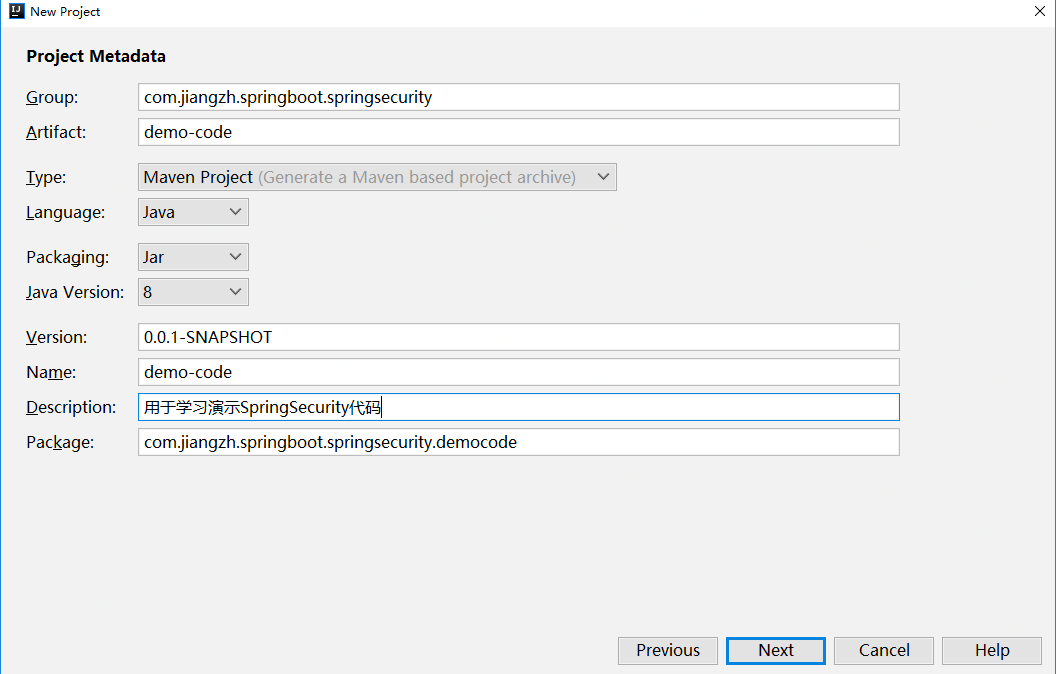 New Project
Project Metadata
Group: com.jiangzh.springboot.springsecurity
Artifact: demo-code
Type: Maven Project (Generate a Maven based project archive)
Language: Java
Packaging: Jar
Java Version: 8
Version: 0.0.1-SNAPSHOT
Name: demo-code
Description: 用于学习演示SpringSecurity代码
Package: com.jiangzh.springboot.springsecurity.democode
Previous Next Cancel Help